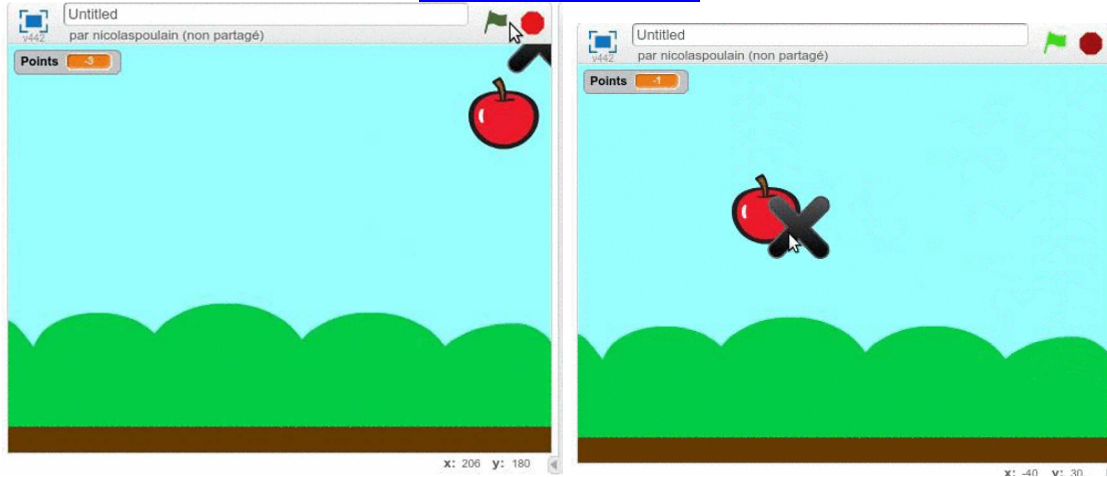 Untitled
v442
par nicolaspoulain (non partagé)
Points -3
x: 206 y: 180
Untitled
v442
par nicolaspoulain (non partagé)
Points -1
x: -40 y: 30